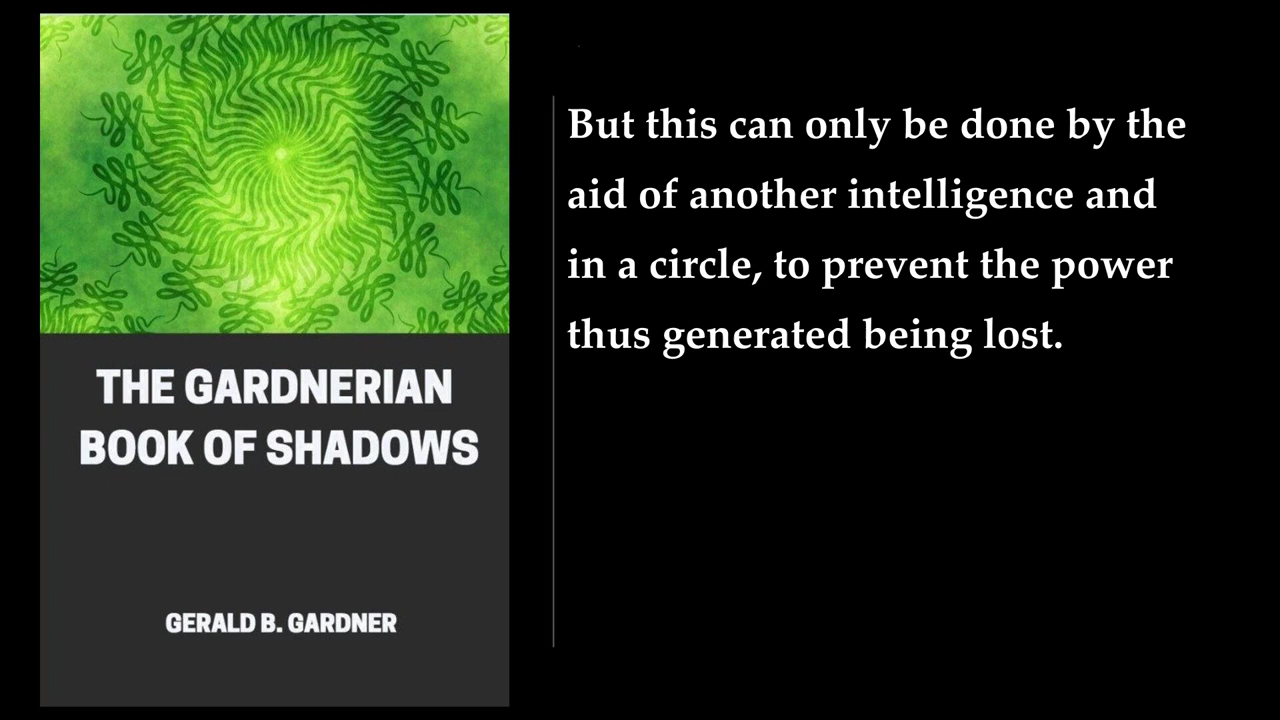 THE GARDNERIAN
BOOK OF SHADOWS
GERALD B. GARDNER
But this can only be done by the
aid of another intelligence and
in a circle, to prevent the power
thus generated being lost.